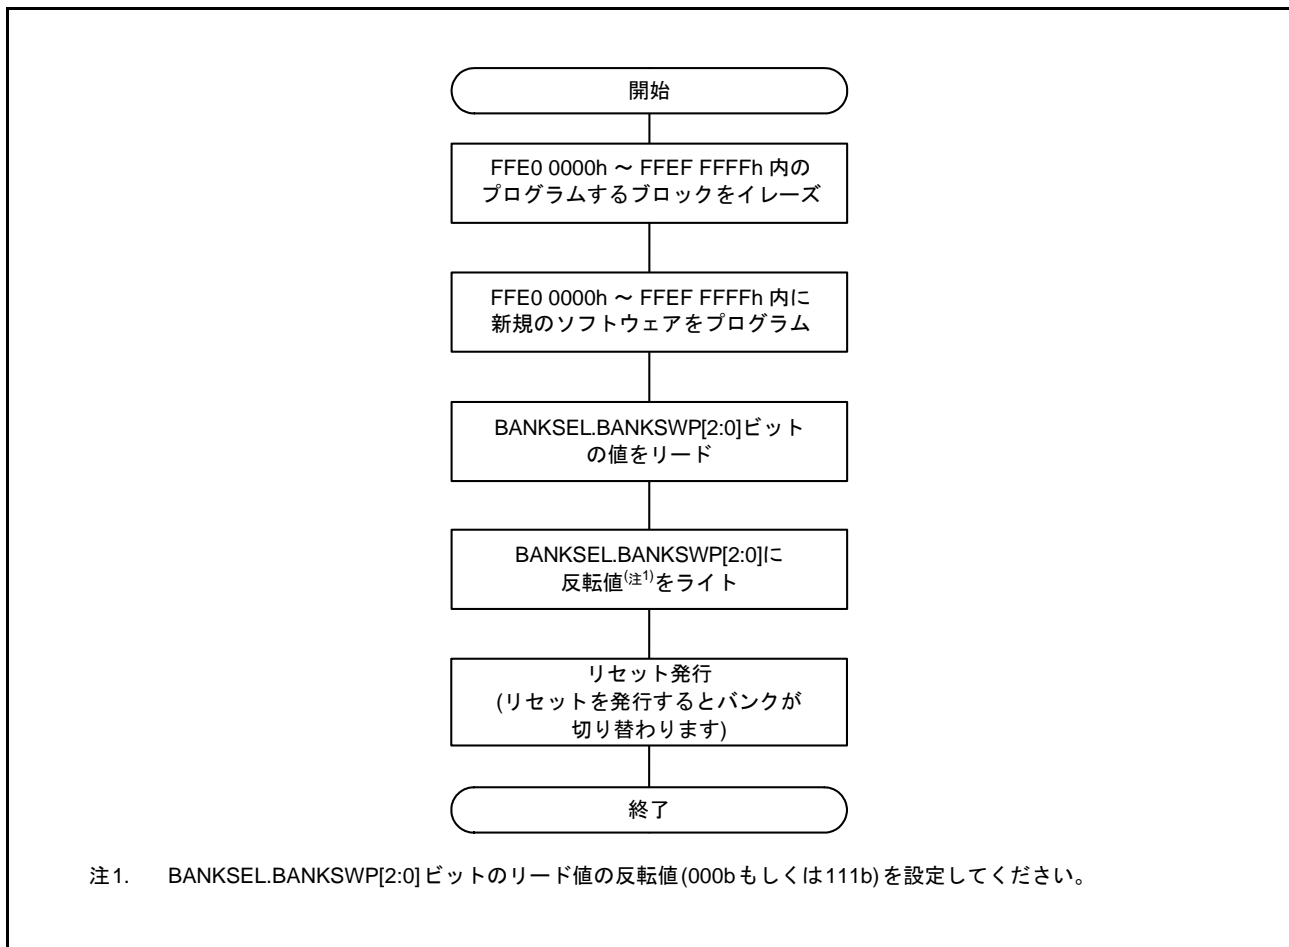 開始
FFE0 0000h ～ FFEF FFFFh 内の
プログラムするブロックをイレーズ
FFE0 0000h ～ FFEF FFFFh 内に
新規のソフトウェアをプログラム
BANKSEL.BANKSWP[2:0]ビット
の値をリード
BANKSEL.BANKSWP[2:0]に
反転値(注1)をライト
リセット発行
(リセットを発行するとバンクが
切り替わります)
終了
注1. BANKSEL.BANKSWP[2:0]ビットのリード値の反転値(000bもしくは111b)を設定してください。